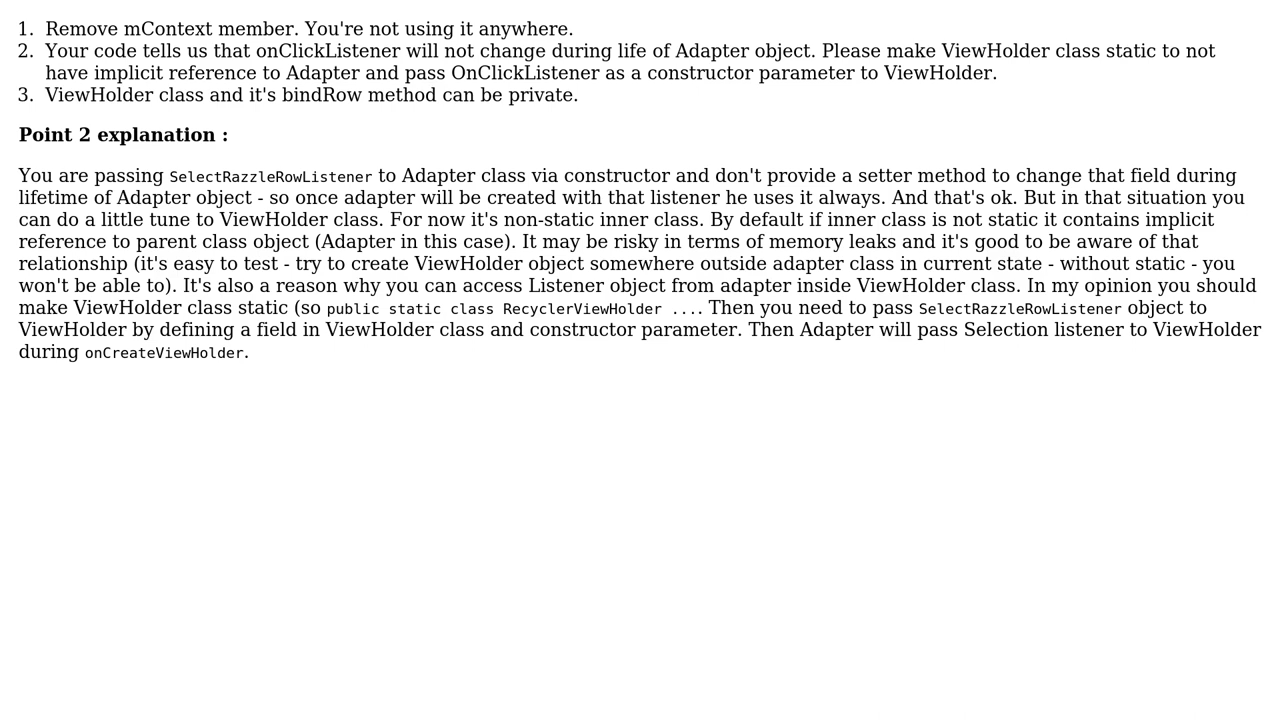 1. Remove mContext member. You're not using it anywhere.
2. Your code tells us that onClickListener will not change during life of Adapter object. Please make ViewHolder class static to not
have implicit reference to Adapter and pass OnClickListener as a constructor parameter to ViewHolder.
3. ViewHolder class and it's bindRow method can be private.
Point 2 explanation :
You are passing SelectRazzleRowListener to Adapter class via constructor and don't provide a setter method to change that field during
lifetime of Adapter object - so once adapter will be created with that listener he uses it always. And that's ok. But in that situation you
can do a little tune to ViewHolder class. For now it's non-static inner class. By default if inner class is not static it contains implicit
reference to parent class object (Adapter in this case). It may be risky in terms of memory leaks and it's good to be aware of that
relationship (it's easy to test - try to create ViewHolder object somewhere outside adapter class in current state - without static - you
won't be able to). It's also a reason why you can access Listener object from adapter inside ViewHolder class. In my opinion you should
make ViewHolder class static (so public static class RecyclerViewHolder .... Then you need to pass SelectRazzleRowListener object to
ViewHolder by defining a field in ViewHolder class and constructor parameter. Then Adapter will pass Selection listener to ViewHolder
during onCreateViewHolder.